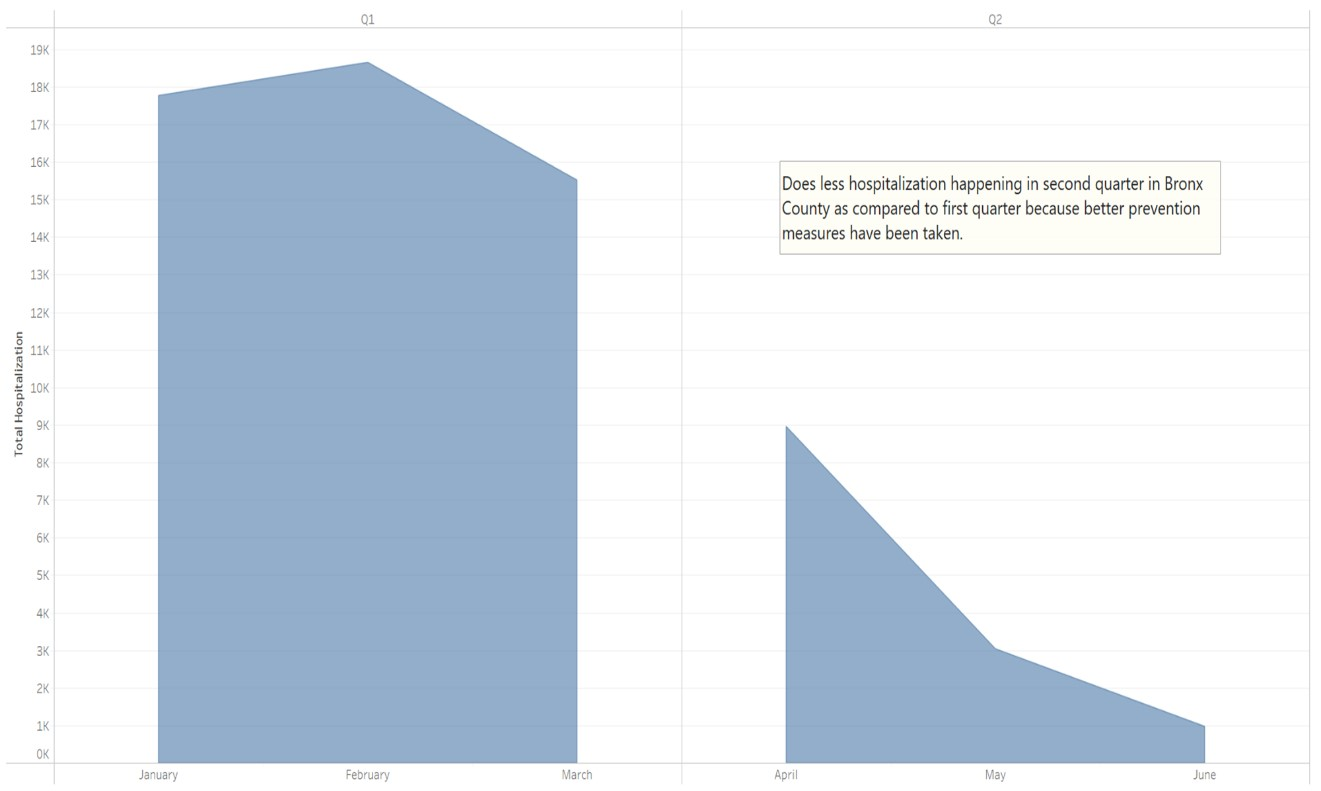 Q1 Q2
19K
18K
17K
16K
15K
14K
13K
12K
11K
10K
9K
8K
7K
6K
5K
4K
3K
2K
1K
0K
Total Hospitalization
Does less hospitalization happening in second quarter in Bronx
County as compared to first quarter because better prevention
measures have been taken.
January February March April May June